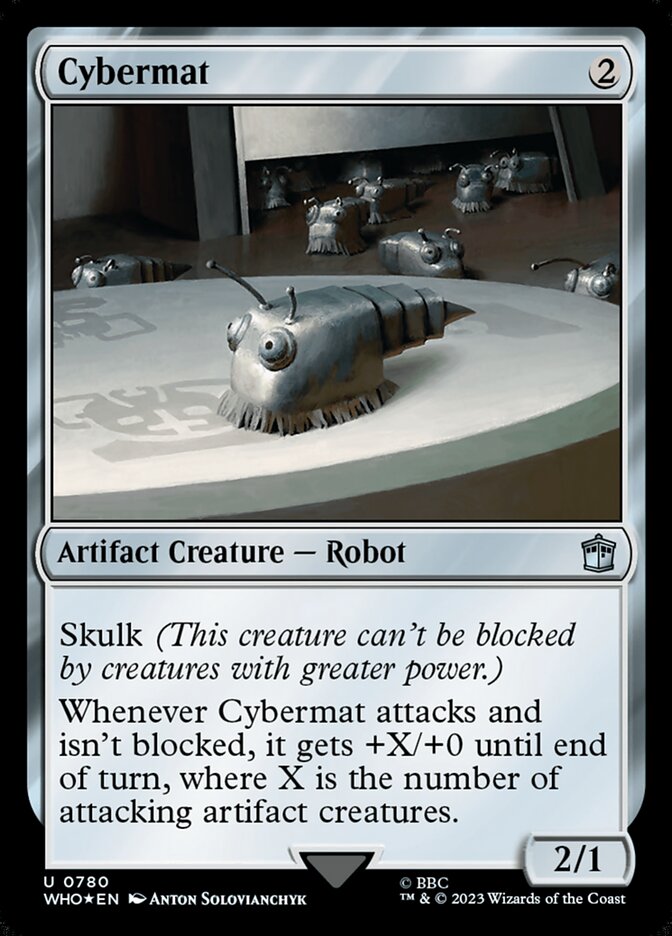 Cybermat 2
Artifact Creature — Robot
Skulk (This creature can't be blocked
by creatures with greater power.)
Whenever Cybermat attacks and
isn't blocked, it gets +X/+0 until end
of turn, where X is the number of
attacking artifact creatures.
2/1
U 0780
WHO★EN Anton Solovianchyk
© BBC
™ & © 2023 Wizards of the Coast